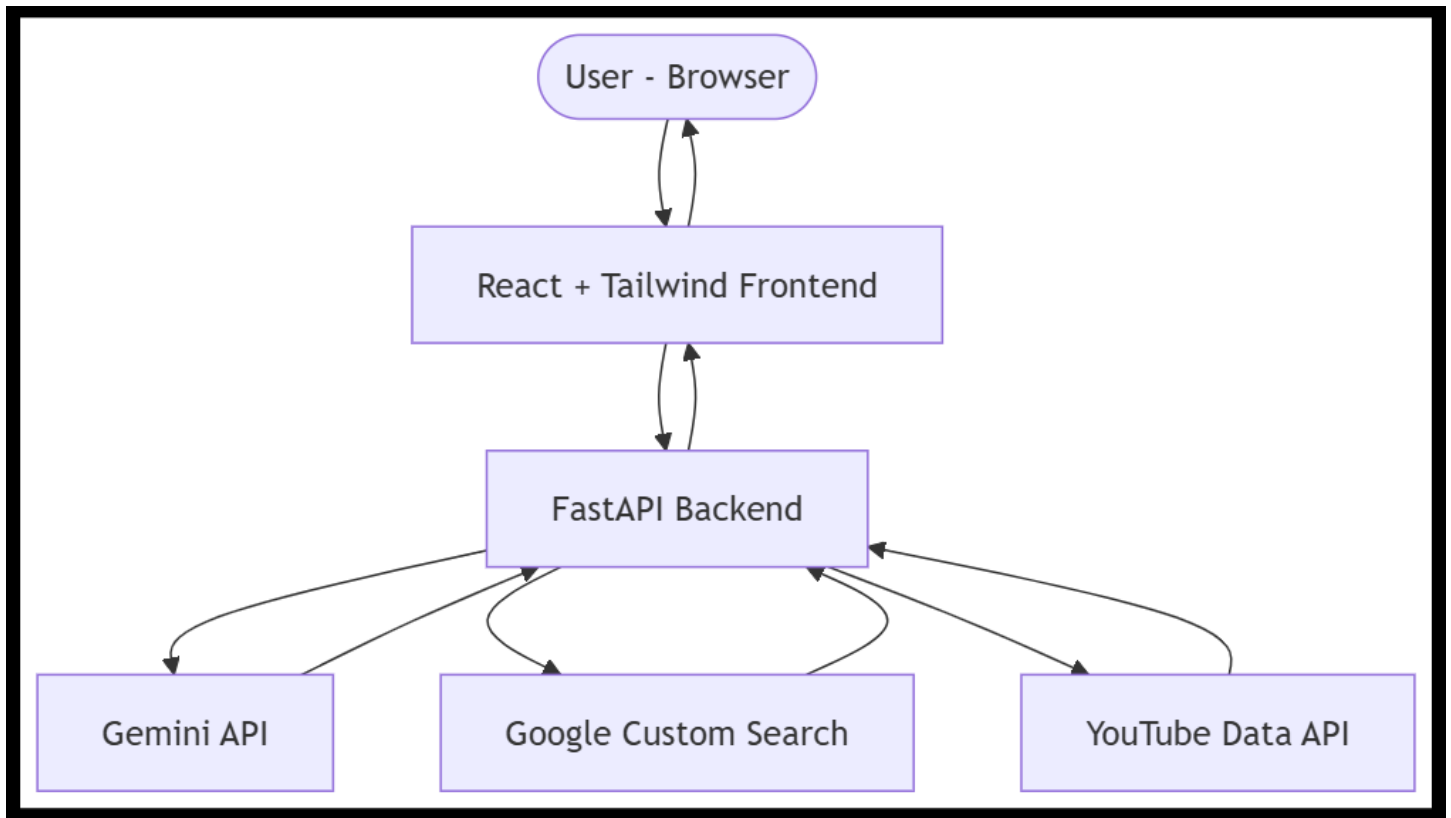 User - Browser
React + Tailwind Frontend
FastAPI Backend
Gemini API
Google Custom Search
YouTube Data API